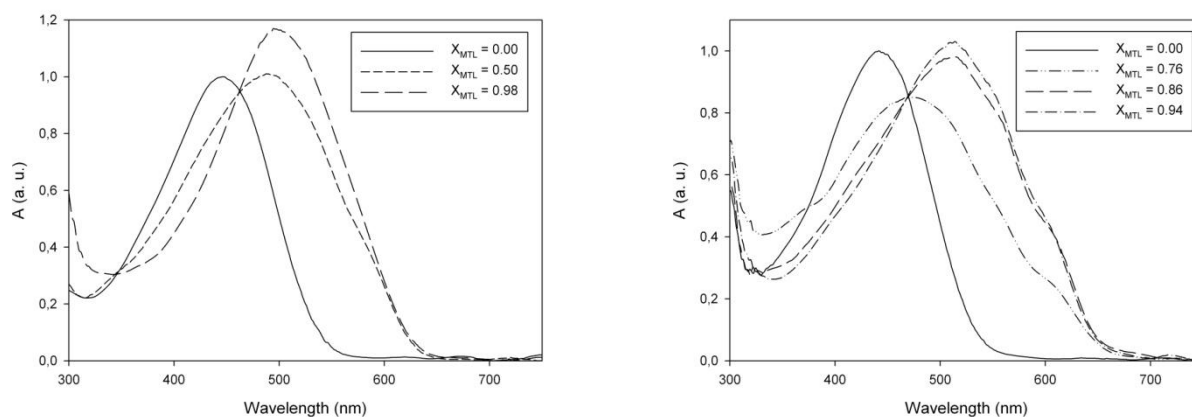 1,2
1,0
0,8
0,6
0,4
0,2
0,0
A (a. u.)
300 400 500 600 700
Wavelength (nm)
X_MTL = 0.00
X_MTL = 0.50
X_MTL = 0.98
1,0
0,8
0,6
0,4
0,2
0,0
A (a. u.)
300 400 500 600 700
Wavelength (nm)
X_MTL = 0.00
X_MTL = 0.76
X_MTL = 0.86
X_MTL = 0.94